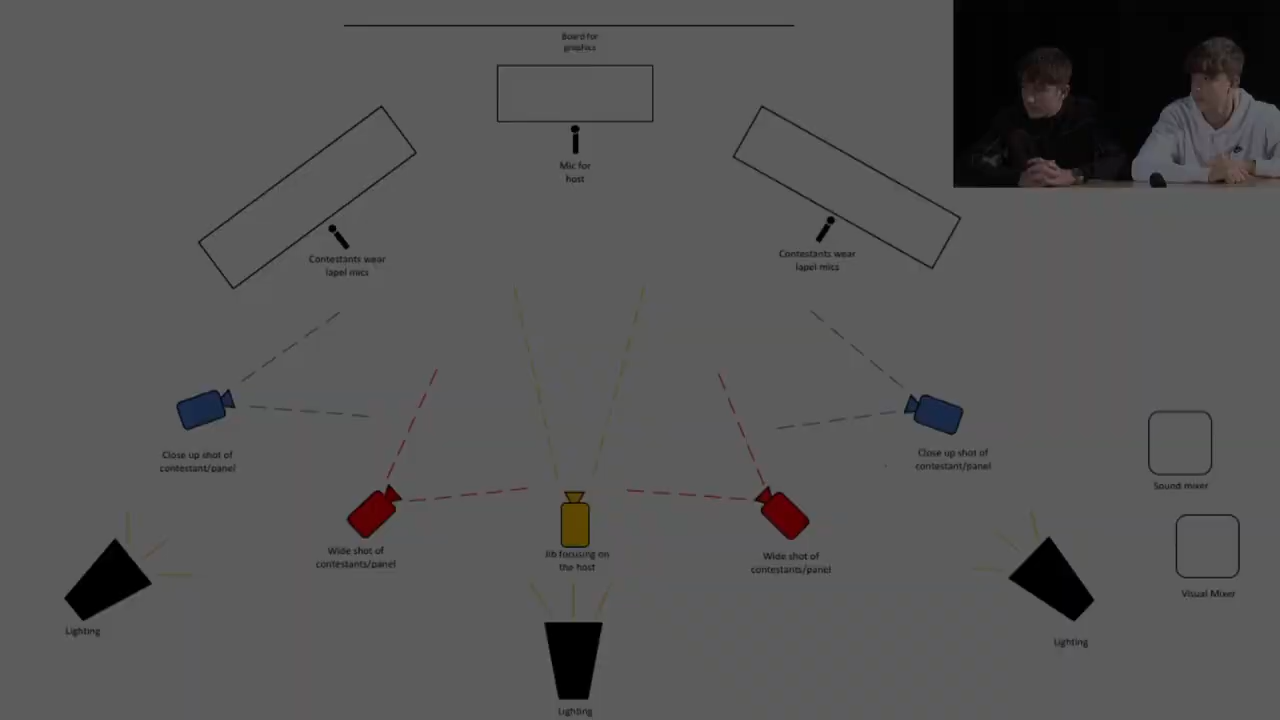 Board for
graphics
Mic for
host
Contestants wear
lapel mics
Contestants wear
lapel mics
Close up shot of
contestant/panel
Close up shot of
contestant/panel
Sound mixer
Wide shot of
contestants/panel
Jib focusing on
the host
Wide shot of
contestants/panel
Visual Mixer
Lighting
Lighting
Lighting